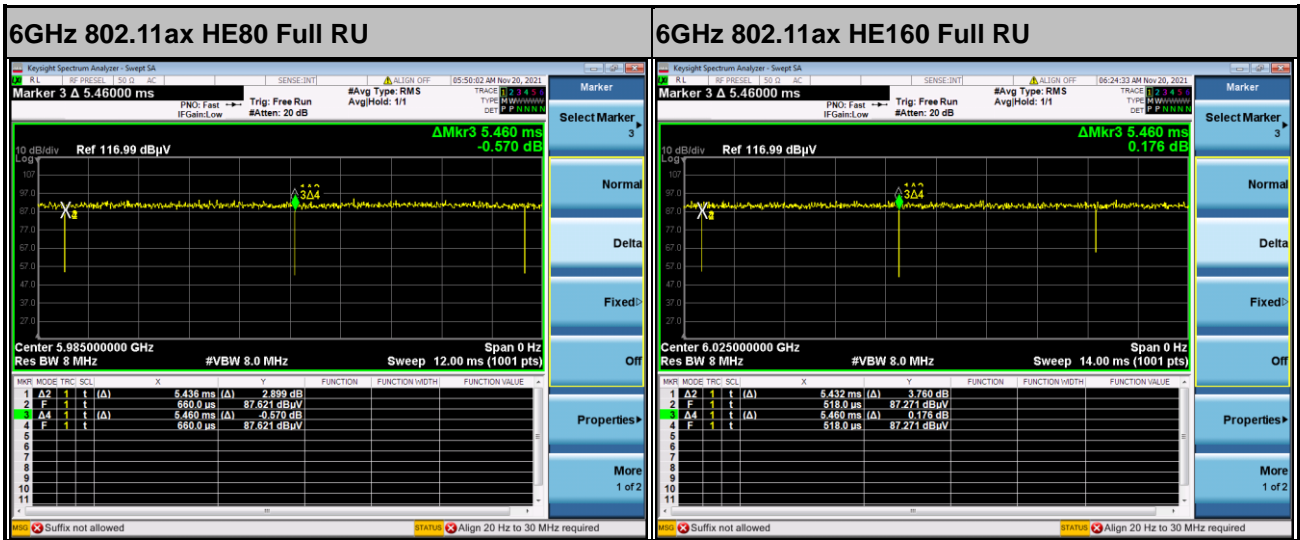 6GHz 802.11ax HE80 Full RU
Keysight Spectrum Analyzer - Swept SA
RL RF PRESEL 50 Ω AC SENSE:INT ALIGN OFF 05:50:02 AM Nov 20, 2021
Marker 3 Δ 5.46000 ms
PNO: Fast
IFGain:Low
Trig: Free Run
#Atten: 20 dB
#Avg Type: RMS
Avg|Hold: 1/1
TRACE 1 2 3 4 5 6
TYPE MWWWWW
DET P P N N N N
ΔMkr3 5.460 ms
-0.570 dB
10 dB/div Ref 116.99 dBµV
Log
107
97.0
87.0
77.0
67.0
57.0
47.0
37.0
27.0
3Δ4
Center 5.985000000 GHz Span 0 Hz
Res BW 8 MHz #VBW 8.0 MHz Sweep 12.00 ms (1001 pts)
MKR MODE TRC SCL X Y FUNCTION FUNCTION WIDTH FUNCTION VALUE
1 Δ2 1 t (Δ) 5.436 ms (Δ) 2.899 dB
2 F 1 t 660.0 µs 87.621 dBµV
3 Δ4 1 t (Δ) 5.460 ms (Δ) -0.570 dB
4 F 1 t 660.0 µs 87.621 dBµV
5
6
7
8
9
10
11
MSG Suffix not allowed STATUS Align 20 Hz to 30 MHz required
Marker
Select Marker
3
Normal
Delta
Fixed
Off
Properties
More
1 of 2
6GHz 802.11ax HE160 Full RU
Keysight Spectrum Analyzer - Swept SA
RL RF PRESEL 50 Ω AC SENSE:INT ALIGN OFF 06:24:33 AM Nov 20, 2021
Marker 3 Δ 5.46000 ms
PNO: Fast
IFGain:Low
Trig: Free Run
#Atten: 20 dB
#Avg Type: RMS
Avg|Hold: 1/1
TRACE 1 2 3 4 5 6
TYPE MWWWWW
DET P P N N N N
ΔMkr3 5.460 ms
0.176 dB
10 dB/div Ref 116.99 dBµV
Log
107
97.0
87.0
77.0
67.0
57.0
47.0
37.0
27.0
3Δ4
Center 6.025000000 GHz Span 0 Hz
Res BW 8 MHz #VBW 8.0 MHz Sweep 14.00 ms (1001 pts)
MKR MODE TRC SCL X Y FUNCTION FUNCTION WIDTH FUNCTION VALUE
1 Δ2 1 t (Δ) 5.432 ms (Δ) 3.760 dB
2 F 1 t 518.0 µs 87.271 dBµV
3 Δ4 1 t (Δ) 5.460 ms (Δ) 0.176 dB
4 F 1 t 518.0 µs 87.271 dBµV
5
6
7
8
9
10
11
MSG Suffix not allowed STATUS Align 20 Hz to 30 MHz required
Marker
Select Marker
3
Normal
Delta
Fixed
Off
Properties
More
1 of 2